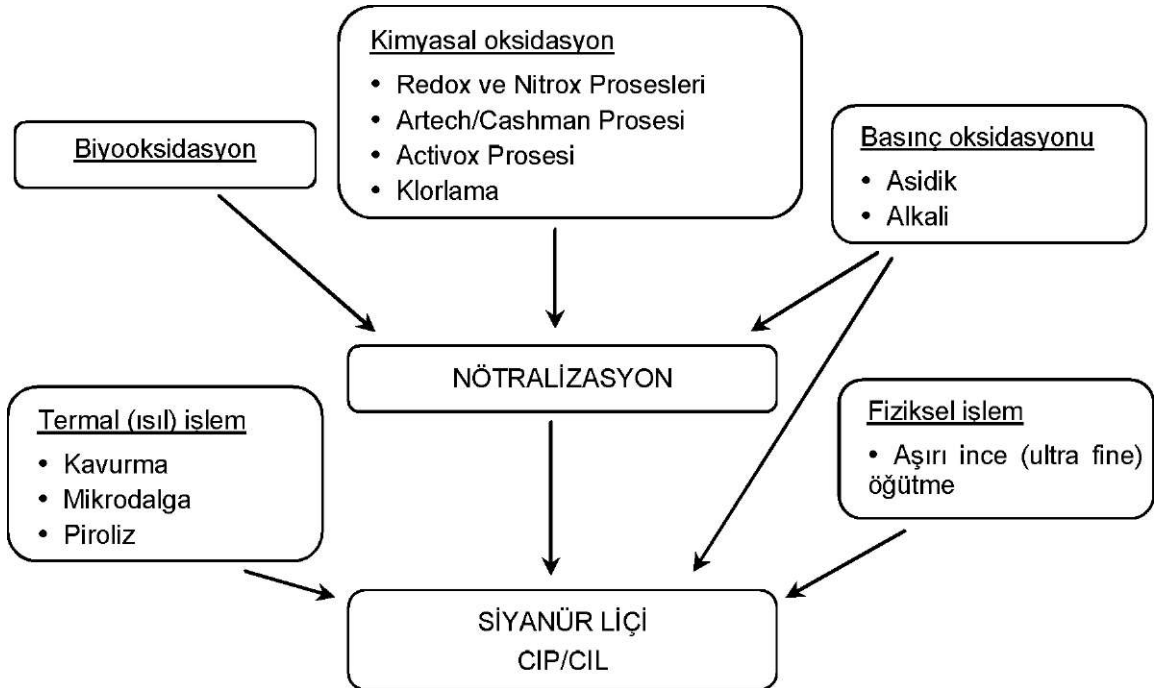 Kimyasal oksidasyon
• Redox ve Nitrox Prosesleri
• Artech/Cashman Prosesi
• Activox Prosesi
• Klorlama
Biyooksidasyon
Basınç oksidasyonu
• Asidik
• Alkali
NÖTRALİZASYON
Termal (ısıl) işlem
• Kavurma
• Mikrodalga
• Piroliz
Fiziksel işlem
• Aşırı ince (ultra fine)
öğütme
SİYANÜR LİÇİ
CIP/CIL